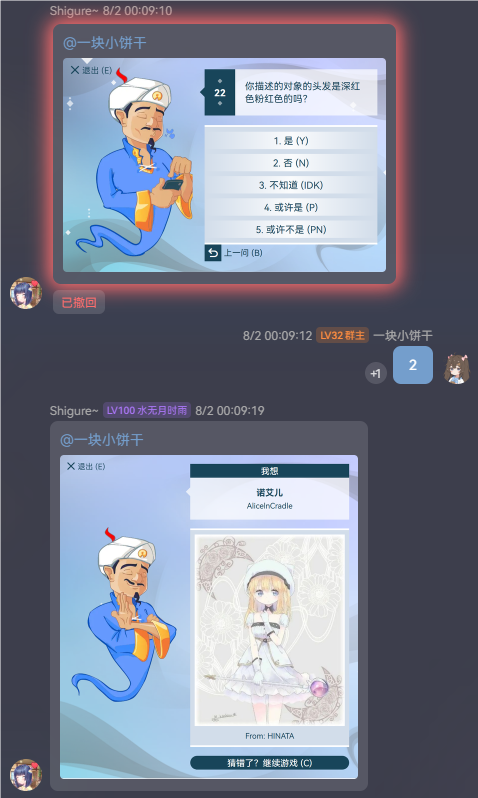 Shigure~ 8/2 00:09:10
@一块小饼干
退出 (E)
22
你描述的对象的头发是深红
色粉红色的吗?
1. 是 (Y)
2. 否 (N)
3. 不知道 (IDK)
4. 或许是 (P)
5. 或许不是 (PN)
上一问 (B)
已撤回
8/2 00:09:12 LV32 群主 一块小饼干
+1
2
Shigure~ LV100 水无月时雨 8/2 00:09:19
@一块小饼干
退出 (E)
我想
诺艾儿
AliceInCradle
From: HINATA
猜错了? 继续游戏 (C)